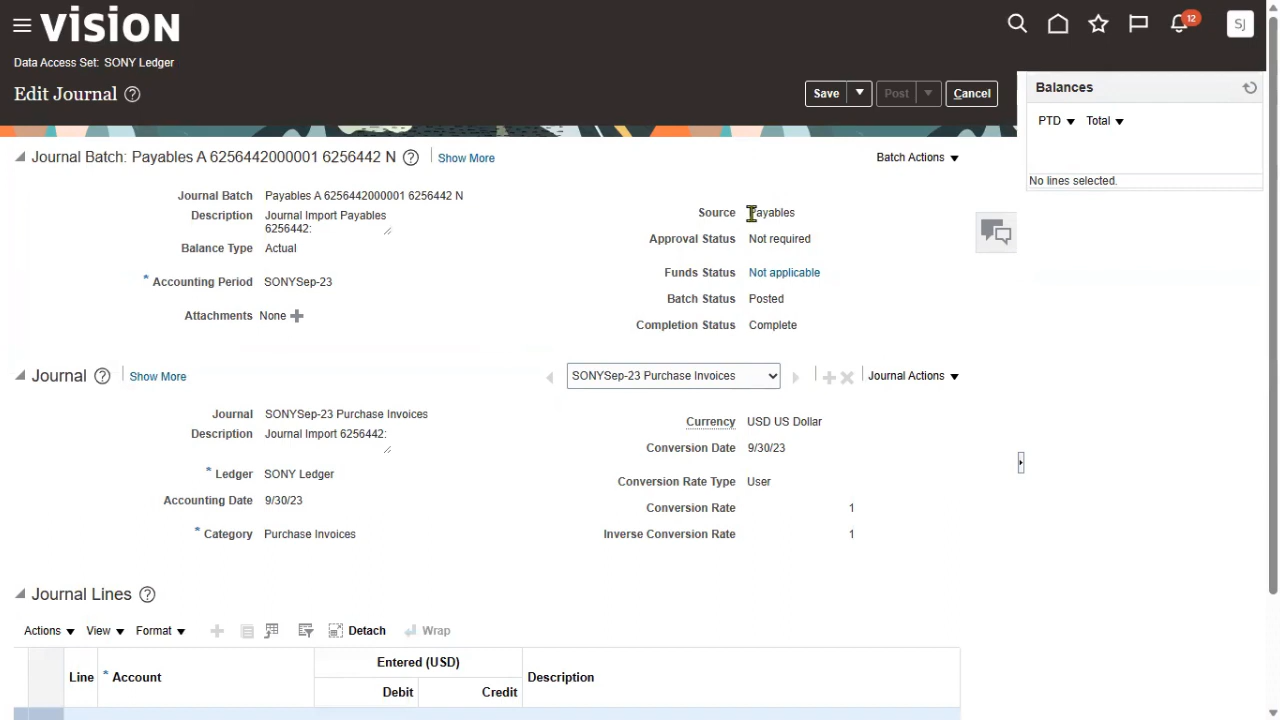 vision
12
SJ
Data Access Set: SONY Ledger
Edit Journal
Save
Post
Cancel
Balances
PTD
Total
No lines selected.
Journal Batch: Payables A 6256442000001 6256442 N
Show More
Batch Actions
Journal Batch Payables A 6256442000001 6256442 N
Description Journal Import Payables
6256442:
Balance Type Actual
* Accounting Period SONYSep-23
Attachments None
Source Payables
Approval Status Not required
Funds Status Not applicable
Batch Status Posted
Completion Status Complete
Journal
Show More
SONYSep-23 Purchase Invoices
Journal Actions
Journal SONYSep-23 Purchase Invoices
Description Journal Import 6256442:
* Ledger SONY Ledger
Accounting Date 9/30/23
* Category Purchase Invoices
Currency USD US Dollar
Conversion Date 9/30/23
Conversion Rate Type User
Conversion Rate 1
Inverse Conversion Rate 1
Journal Lines
Actions
View
Format
Detach
Wrap
Line
* Account
Entered (USD)
Debit
Credit
Description